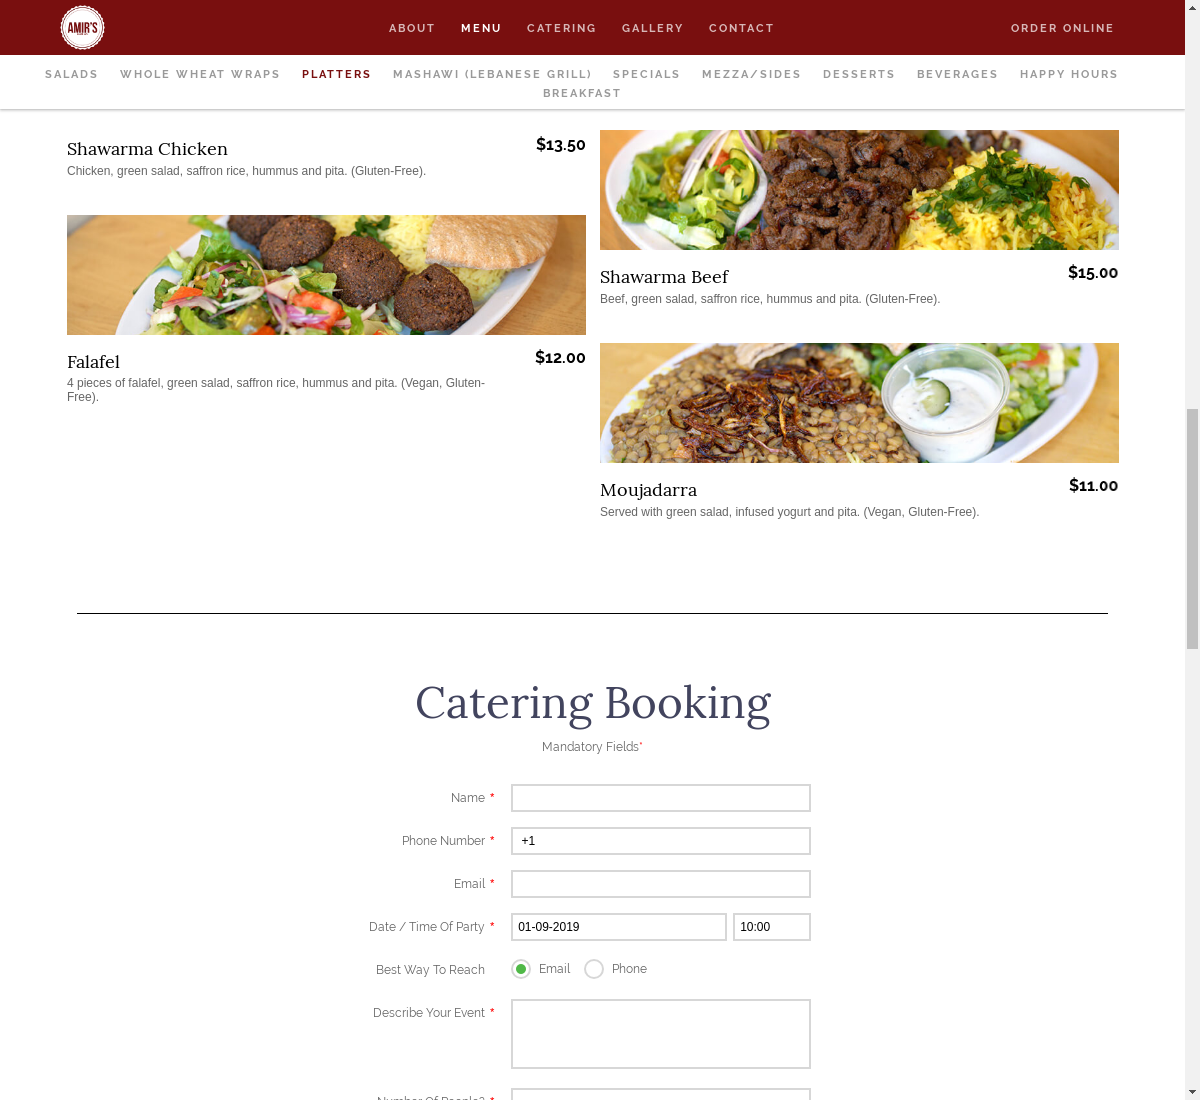 AMIR'S
ABOUT MENU CATERING GALLERY CONTACT ORDER ONLINE
SALADS WHOLE WHEAT WRAPS PLATTERS MASHAWI (LEBANESE GRILL) SPECIALS MEZZA/SIDES DESSERTS BEVERAGES HAPPY HOURS
BREAKFAST
Shawarma Chicken $13.50
Chicken, green salad, saffron rice, hummus and pita. (Gluten-Free).
Falafel $12.00
4 pieces of falafel, green salad, saffron rice, hummus and pita. (Vegan, Gluten-
Free).
Shawarma Beef $15.00
Beef, green salad, saffron rice, hummus and pita. (Gluten-Free).
Moujadarra $11.00
Served with green salad, infused yogurt and pita. (Vegan, Gluten-Free).
Catering Booking
Mandatory Fields*
Name *
Phone Number * +1
Email *
Date / Time Of Party * 01-09-2019 10:00
Best Way To Reach Email Phone
Describe Your Event *
Number Of People? *